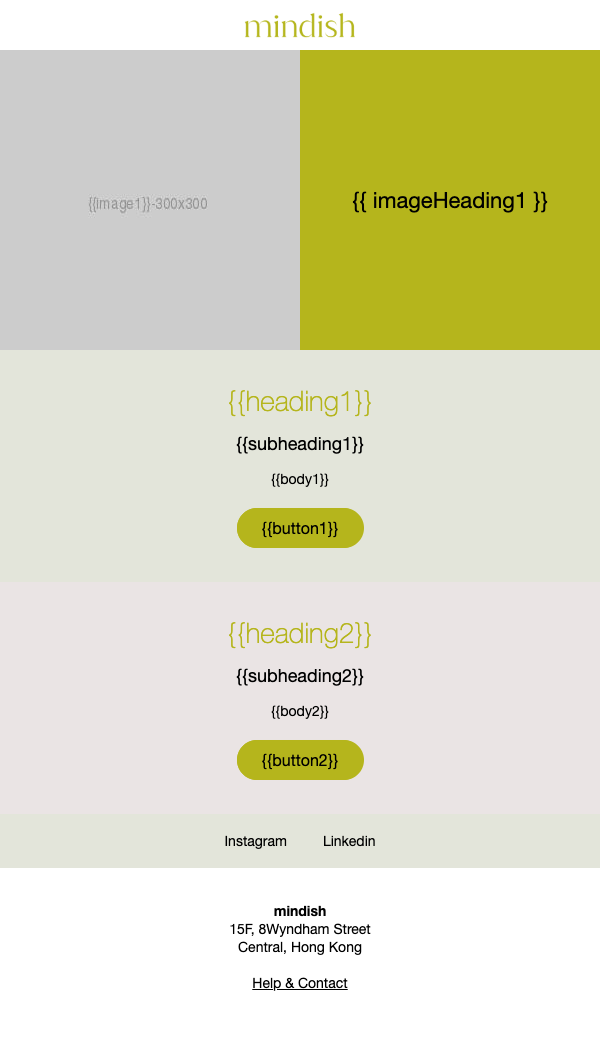 mindish
{{image1}}-300x300
{{ imageHeading1 }}
{{heading1}}
{{subheading1}}
{{body1}}
{{button1}}
{{heading2}}
{{subheading2}}
{{body2}}
{{button2}}
Instagram Linkedin
mindish
15F, 8Wyndham Street
Central, Hong Kong
Help & Contact